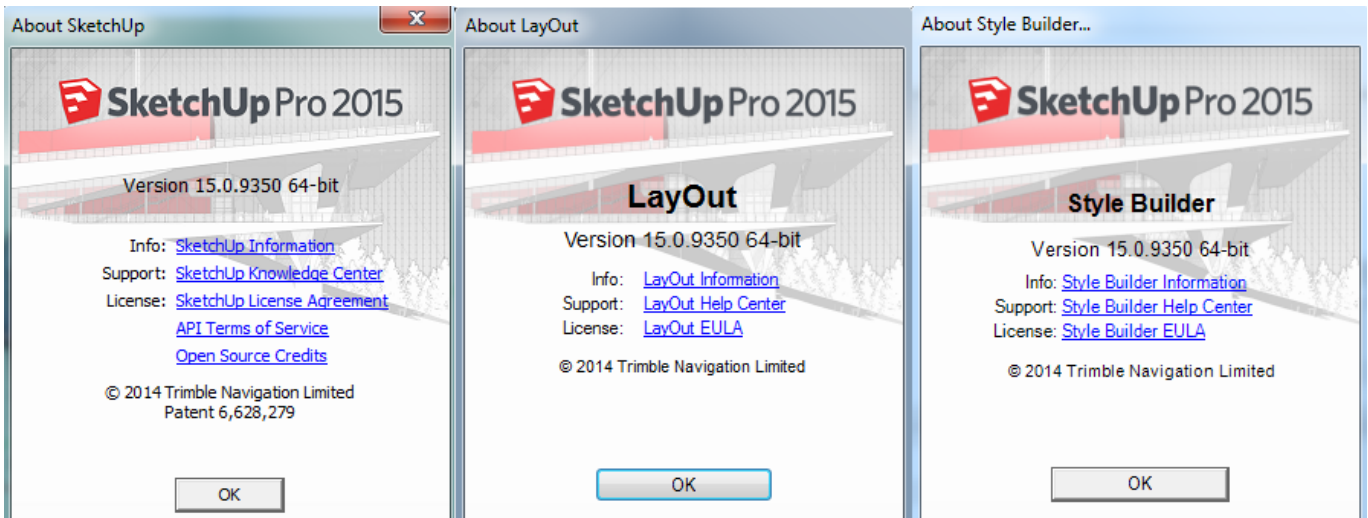 About SketchUp
SketchUp Pro 2015
Version 15.0.9350 64-bit
Info: SketchUp Information
Support: SketchUp Knowledge Center
License: SketchUp License Agreement
API Terms of Service
Open Source Credits
© 2014 Trimble Navigation Limited
Patent 6,628,279
OK
About LayOut
SketchUp Pro 2015
LayOut
Version 15.0.9350 64-bit
Info: LayOut Information
Support: LayOut Help Center
License: LayOut EULA
© 2014 Trimble Navigation Limited
OK
About Style Builder...
SketchUp Pro 2015
Style Builder
Version 15.0.9350 64-bit
Info: Style Builder Information
Support: Style Builder Help Center
License: Style Builder EULA
© 2014 Trimble Navigation Limited
OK